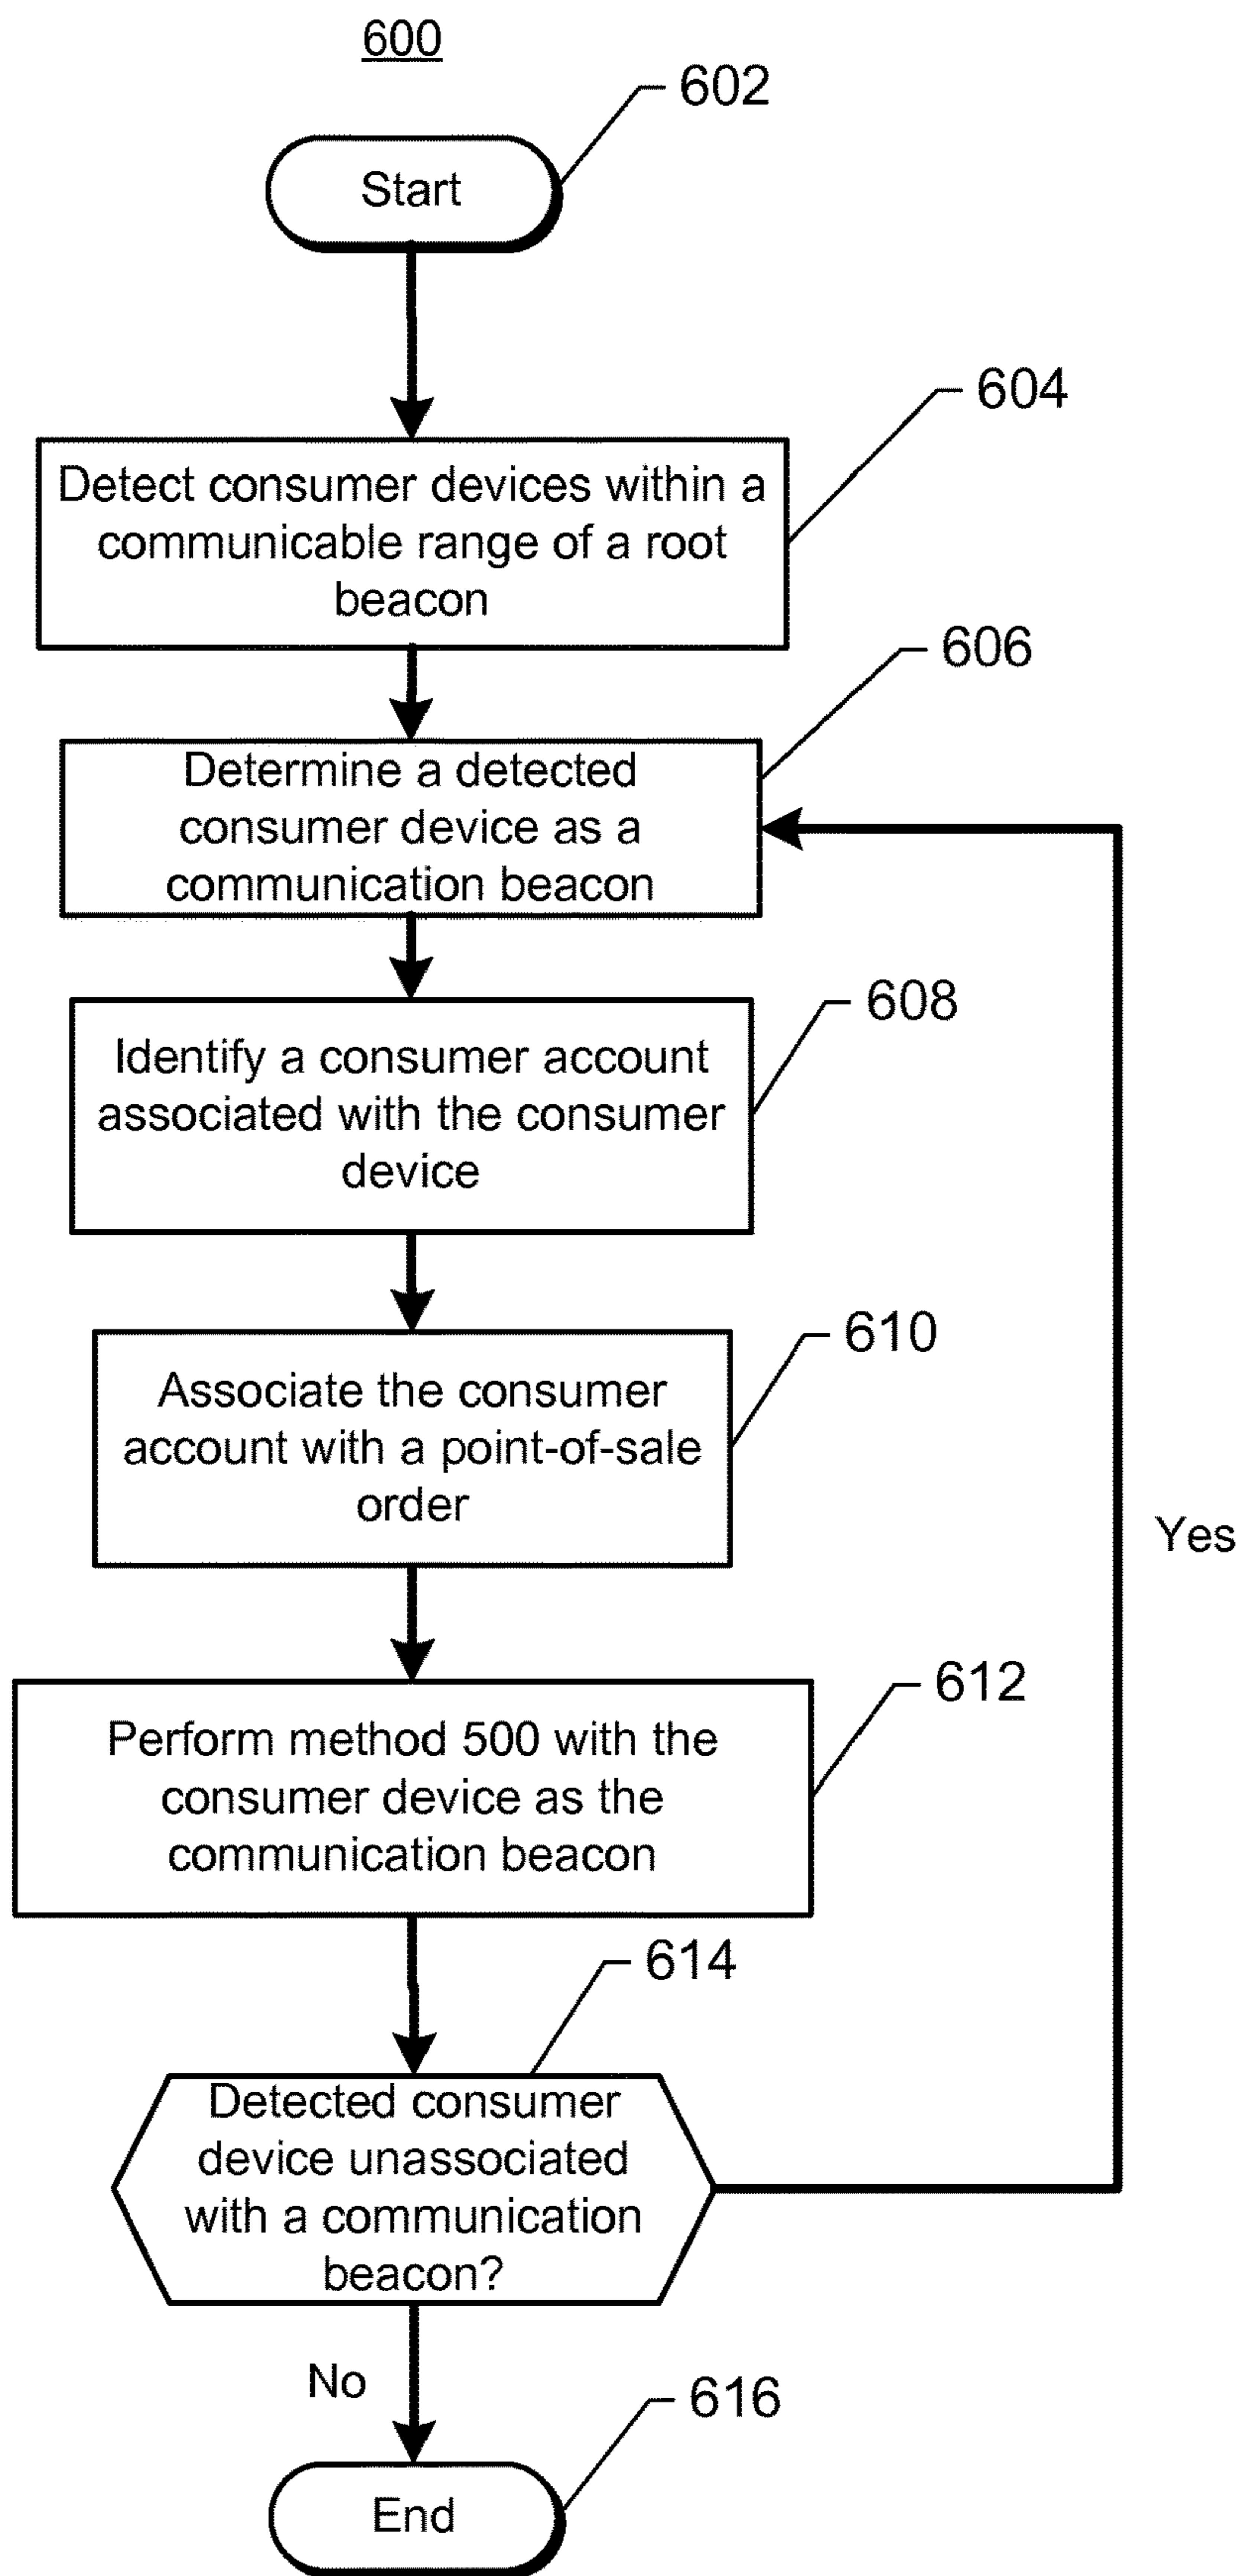 600
602
Start
604
Detect consumer devices within a
communicable range of a root
beacon
606
Determine a detected
consumer device as a
communication beacon
608
Identify a consumer account
associated with the consumer
device
610
Associate the consumer
account with a point-of-sale
order
Yes
612
Perform method 500 with the
consumer device as the
communication beacon
614
Detected consumer
device unassociated
with a communication
beacon?
No
616
End